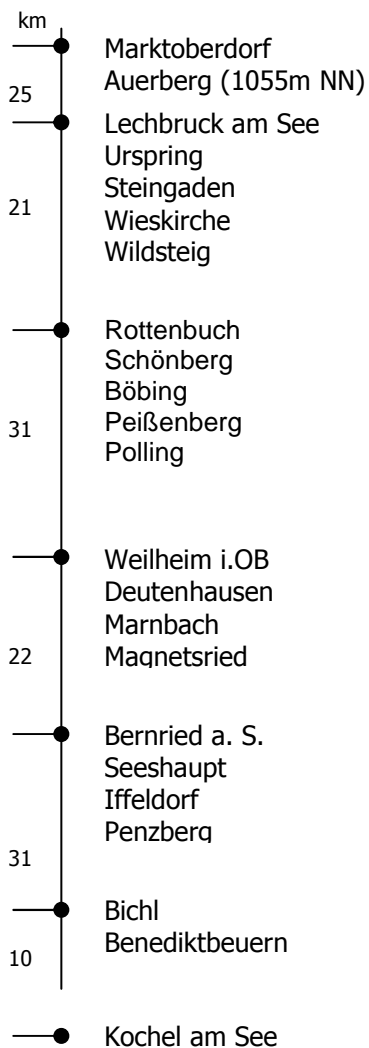 km
Marktoberdorf
Auerberg (1055m NN)
25
Lechbruck am See
Urspring
Steingaden
21
Wieskirche
Wildsteig
Rottenbuch
Schönberg
Böbing
Peißenberg
31
Polling
Weilheim i.OB
Deutenhausen
Marnbach
22
Magnetsried
Bernried a. S.
Seeshaupt
Iffeldorf
Penzberg
31
Bichl
Benediktbeuern
10
Kochel am See